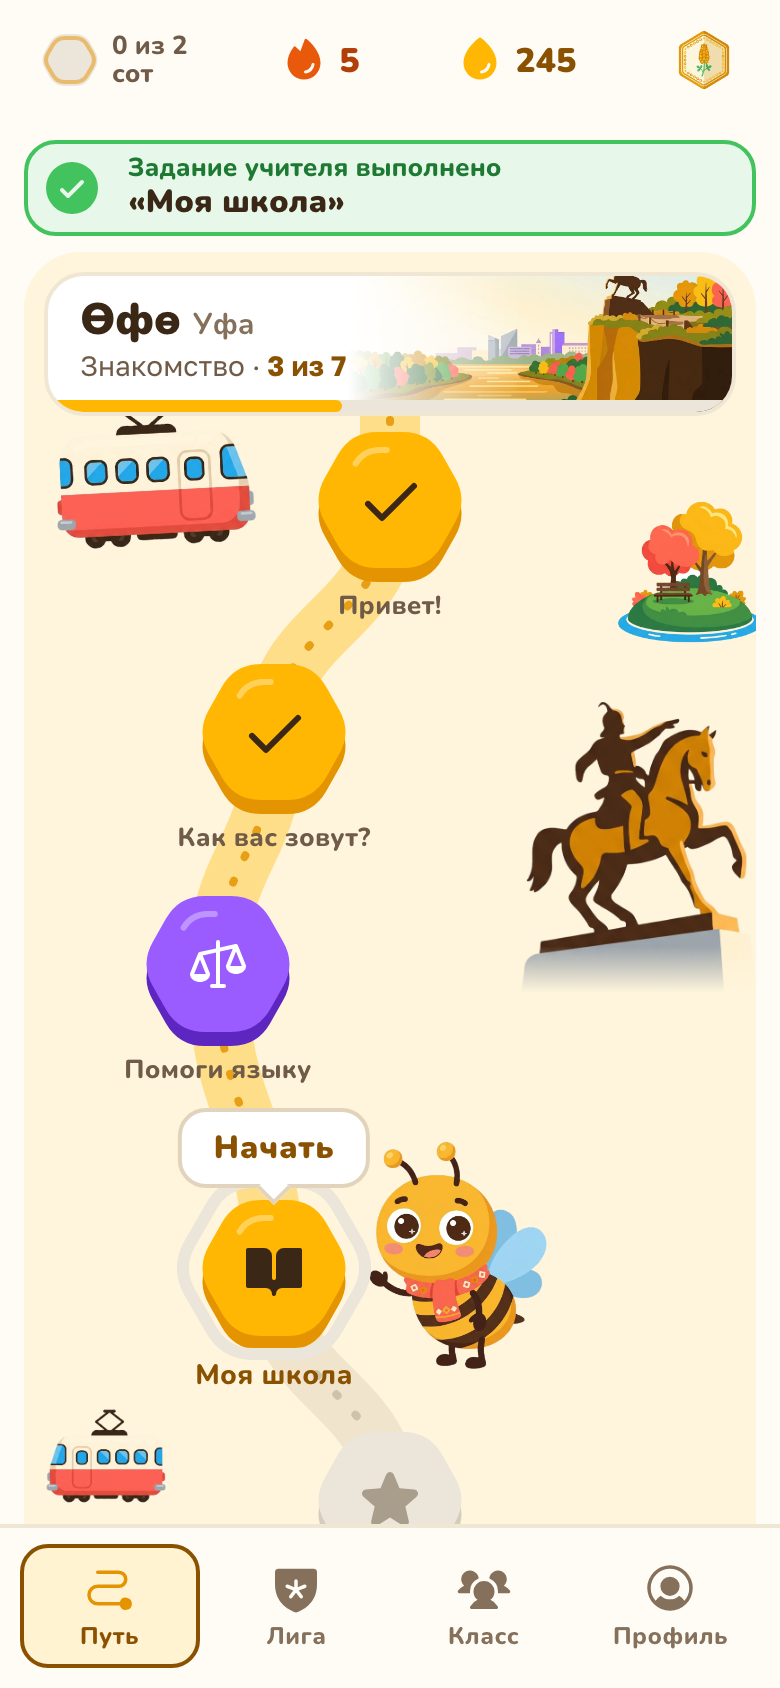 0 из 2
сот
5
245
Задание учителя выполнено
«Моя школа»
Өфө Уфа
Знакомство · 3 из 7
Привет!
Как вас зовут?
Помоги языку
Начать
Моя школа
Путь
Лига
Класс
Профиль